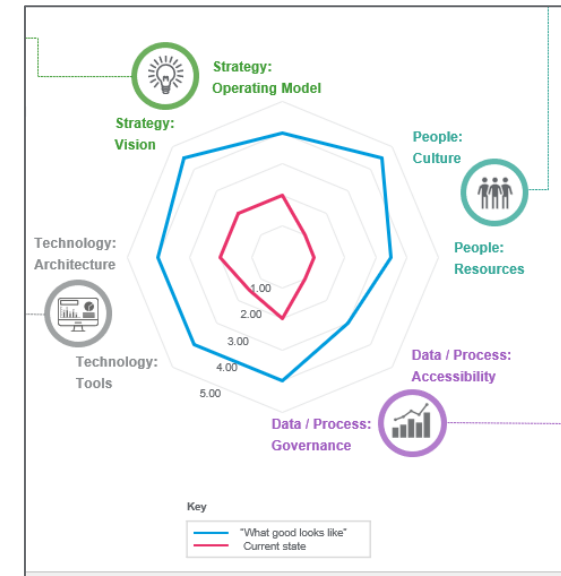 Strategy:
Operating Model
Strategy:
Vision
People:
Culture
Technology:
Architecture
People:
Resources
1.00
2.00
3.00
4.00
5.00
Technology:
Tools
Data / Process:
Accessibility
Data / Process:
Governance
Key
"What good looks like"
Current state